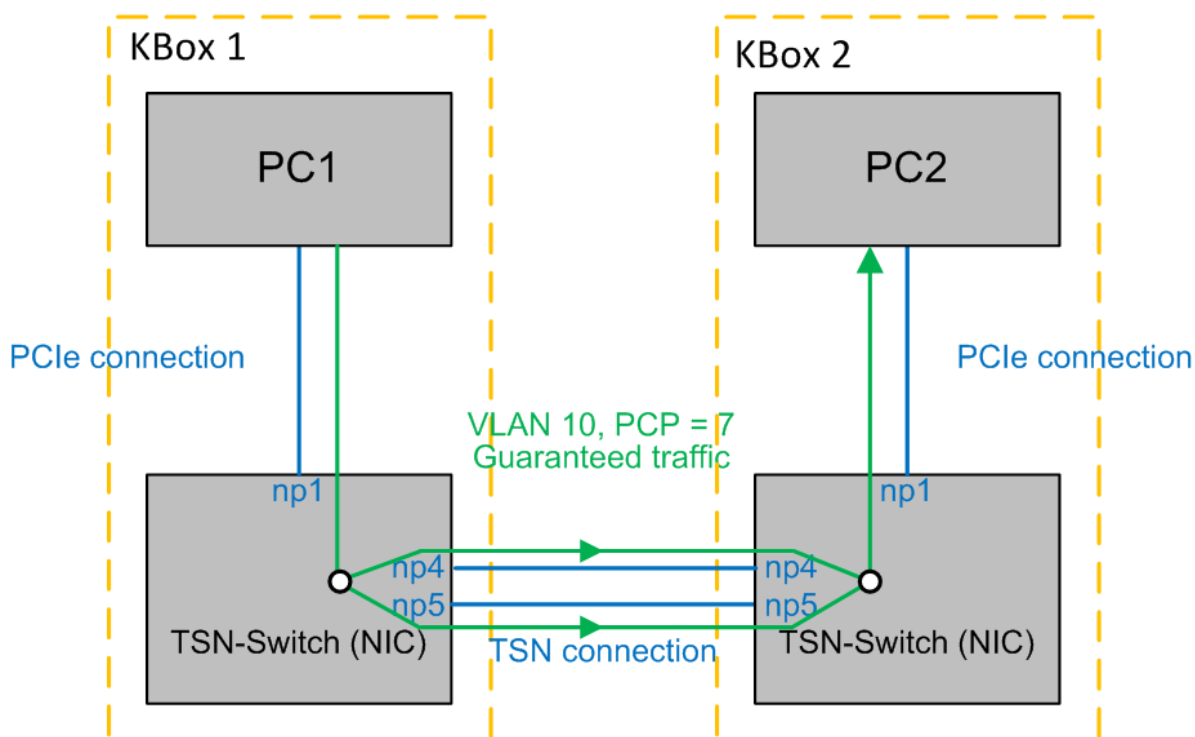 KBox 1
KBox 2
PC1
PC2
PCIe connection
PCIe connection
VLAN 10, PCP = 7
Guaranteed traffic
np1
np1
np4
np4
np5
np5
TSN-Switch (NIC)
TSN connection
TSN-Switch (NIC)